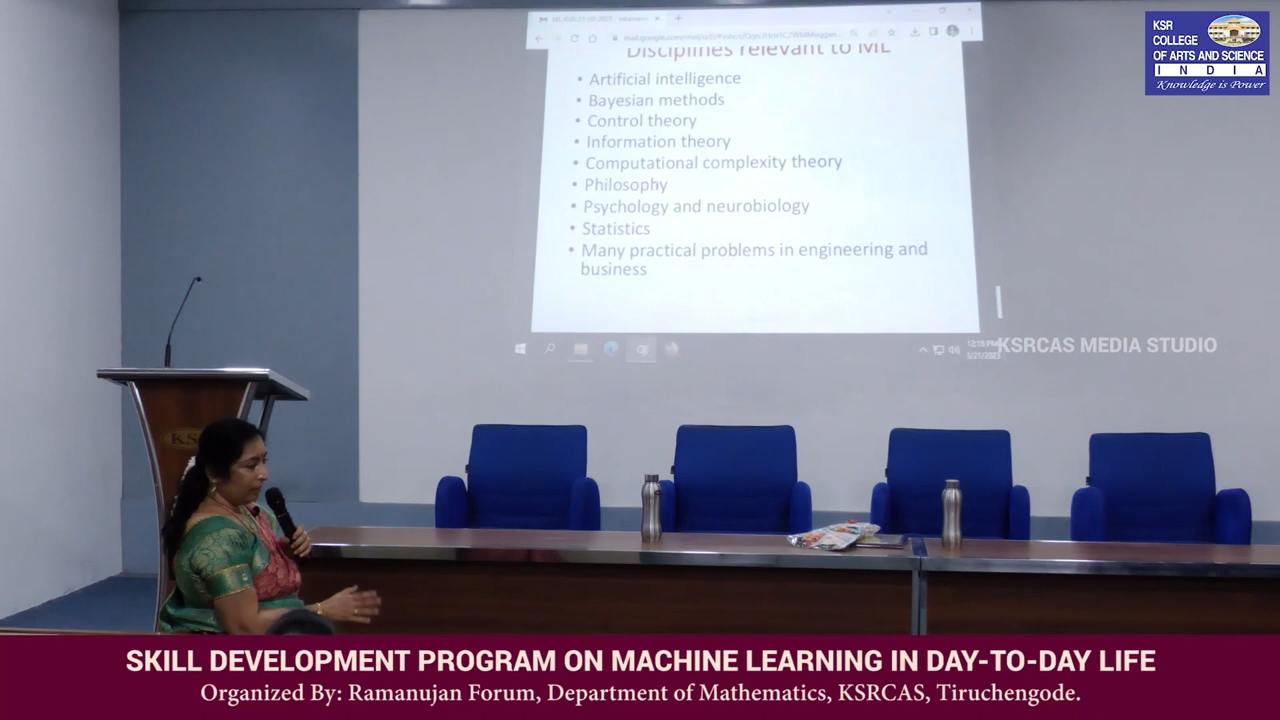 KSR
COLLEGE
OF ARTS AND SCIENCE
INDIA
Knowledge is Power
Disciplines relevant to ML
• Artificial intelligence
• Bayesian methods
• Control theory
• Information theory
• Computational complexity theory
• Philosophy
• Psychology and neurobiology
• Statistics
• Many practical problems in engineering and
business
KSRCAS MEDIA STUDIO
SKILL DEVELOPMENT PROGRAM ON MACHINE LEARNING IN DAY-TO-DAY LIFE
Organized By: Ramanujan Forum, Department of Mathematics, KSRCAS, Tiruchengode.